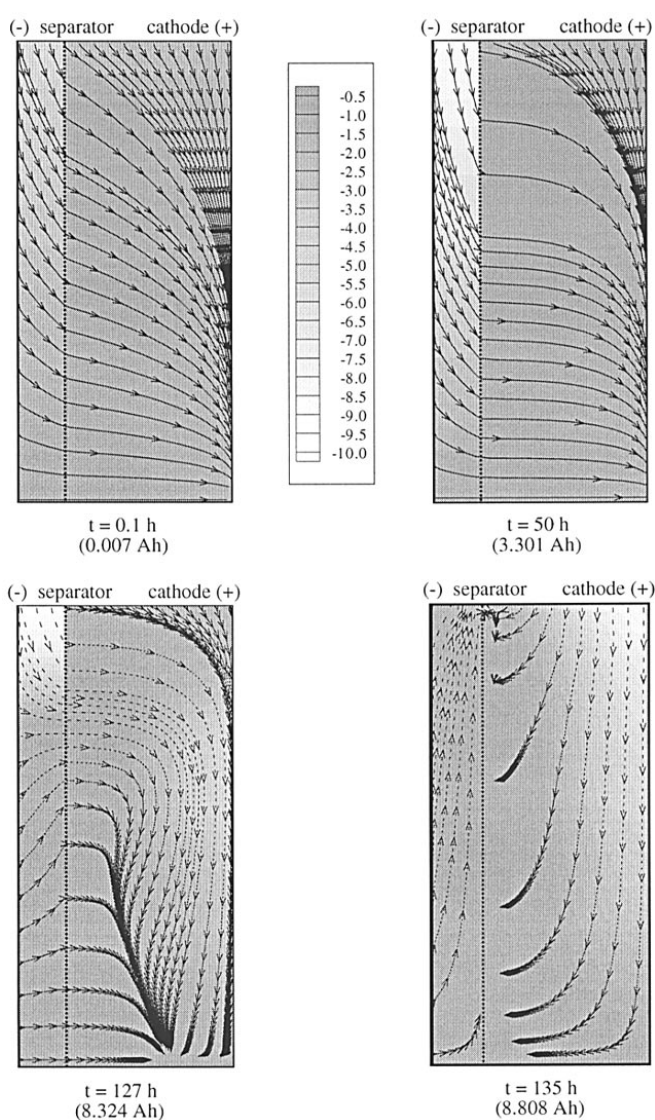 (-) separator cathode (+)
(-) separator cathode (+)
-0.5
-1.0
-1.5
-2.0
-2.5
-3.0
-3.5
-4.0
-4.5
-5.0
-5.5
-6.0
-6.5
-7.0
-7.5
-8.0
-8.5
-9.0
-9.5
-10.0
t = 0.1 h
(0.007 Ah)
t = 50 h
(3.301 Ah)
(-) separator cathode (+)
(-) separator cathode (+)
t = 127 h
(8.324 Ah)
t = 135 h
(8.808 Ah)